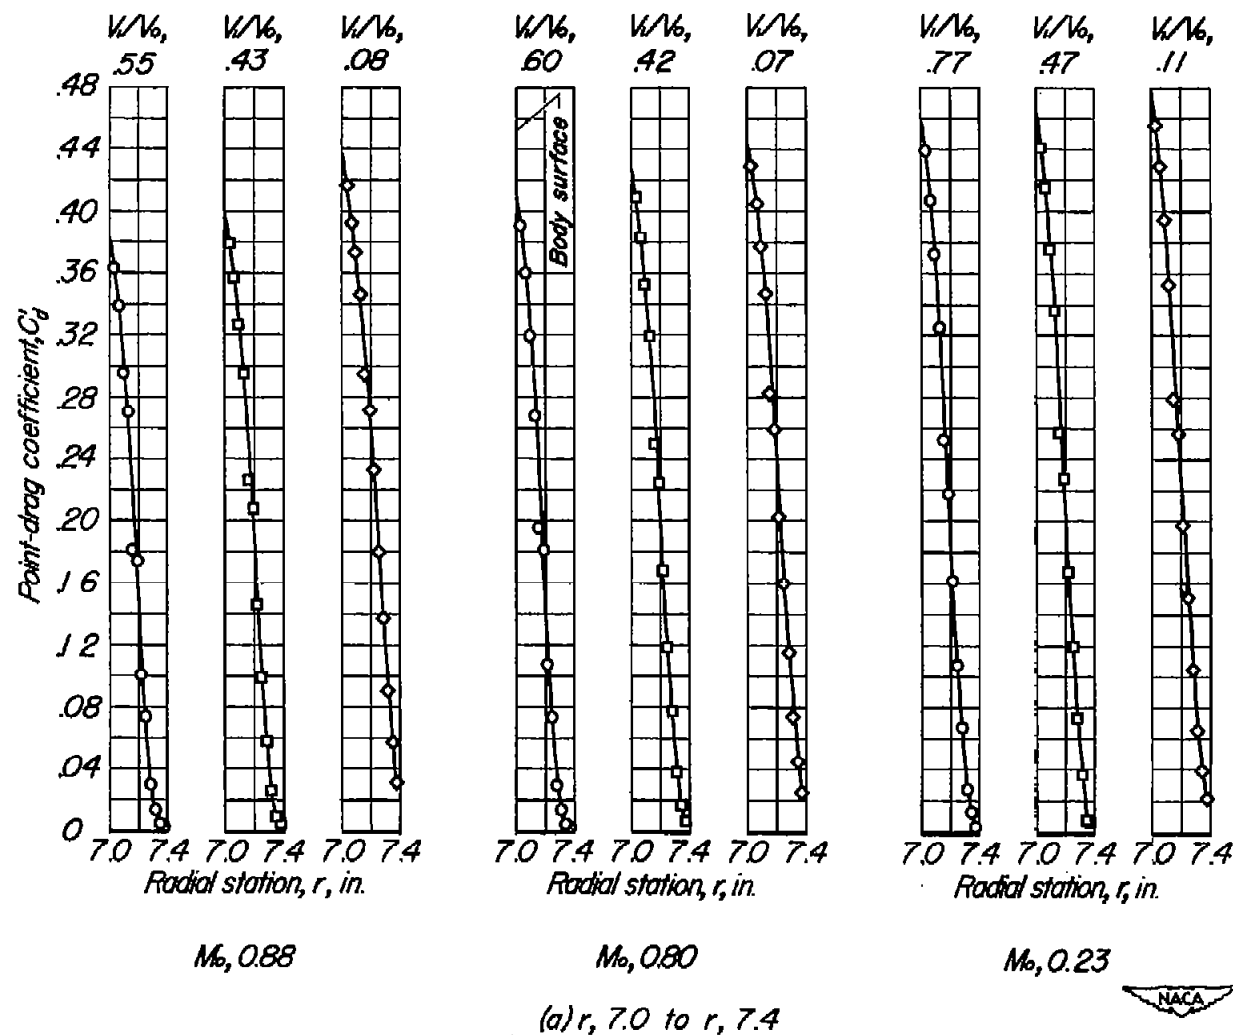 V₁/V₀, V₁/V₀, V₁/V₀, V₁/V₀, V₁/V₀, V₁/V₀, V₁/V₀, V₁/V₀, V₁/V₀,
.55 .43 .08 .60 .42 .07 .77 .47 .11
.48
.44
.40
.36
.32
.28
.24
.20
.16
.12
.08
.04
0
Point-drag coefficient, C'd
Body surface
7.0 7.4 7.0 7.4 7.0 7.4 7.0 7.4 7.0 7.4 7.0 7.4 7.0 7.4 7.0 7.4 7.0 7.4
Radial station, r, in. Radial station, r, in. Radial station, r, in.
M₀, 0.88 M₀, 0.80 M₀, 0.23
NACA
(a) r, 7.0 to r, 7.4